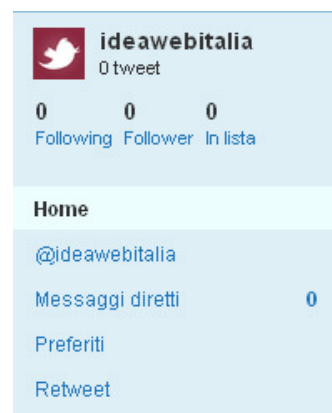 ideawebitalia
0 tweet
0 0 0
Following Follower In lista
Home
@ideawebitalia
Messaggi diretti 0
Preferiti
Retweet